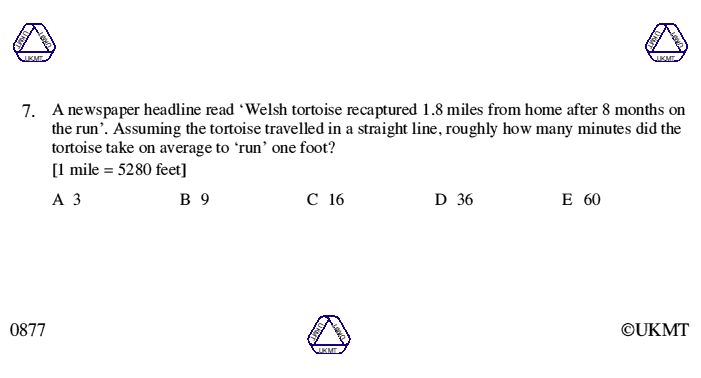 UKMT UKMT UKMT
UKMT UKMT UKMT
7. A newspaper headline read ‘Welsh tortoise recaptured 1.8 miles from home after 8 months on
the run’. Assuming the tortoise travelled in a straight line, roughly how many minutes did the
tortoise take on average to ‘run’ one foot?
[1 mile = 5280 feet]
A 3 B 9 C 16 D 36 E 60
0877
UKMT UKMT UKMT
©UKMT